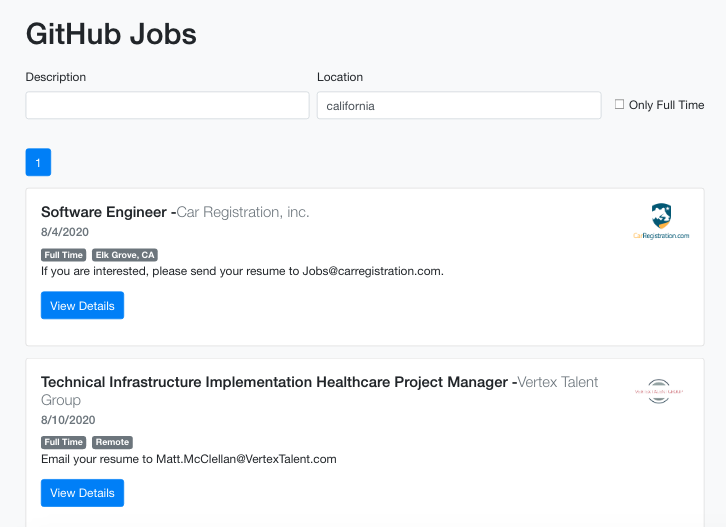 GitHub Jobs
Description
Location
california
Only Full Time
1
Software Engineer -Car Registration, inc.
8/4/2020
Full Time Elk Grove, CA
If you are interested, please send your resume to Jobs@carregistration.com.
CarRegistration.com
View Details
Technical Infrastructure Implementation Healthcare Project Manager -Vertex Talent
Group
8/10/2020
Full Time Remote
Email your resume to Matt.McClellan@VertexTalent.com
VERTEX TALENT GROUP
View Details